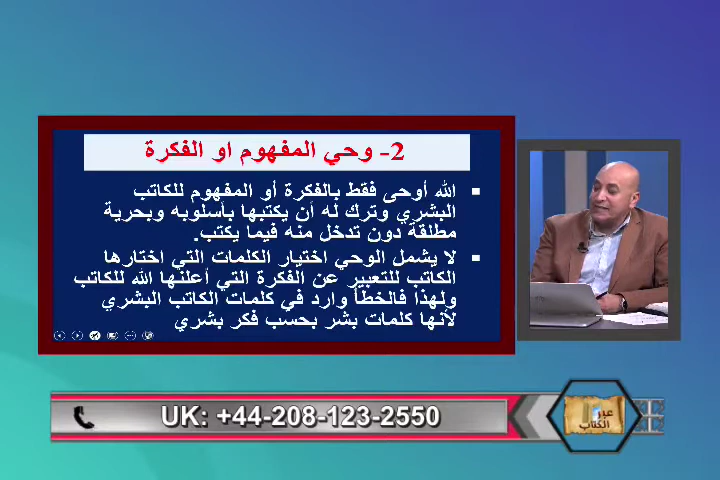 2- وحي المفهوم او الفكرة
الله أوحى فقط بالفكرة أو المفهوم للكاتب
البشري وترك له أن يكتبها بأسلوبه وبحرية
مطلقة دون تدخل منه فيما يكتب.
لا يشمل الوحي اختيار الكلمات التي اختارها
الكاتب للتعبير عن الفكرة التي أعلنها الله للكاتب
ولهذا فالخطأ وارد في كلمات الكاتب البشري
لأنها كلمات بشر بحسب فكر بشري
UK: +44-208-123-2550
عبر
الكتاب